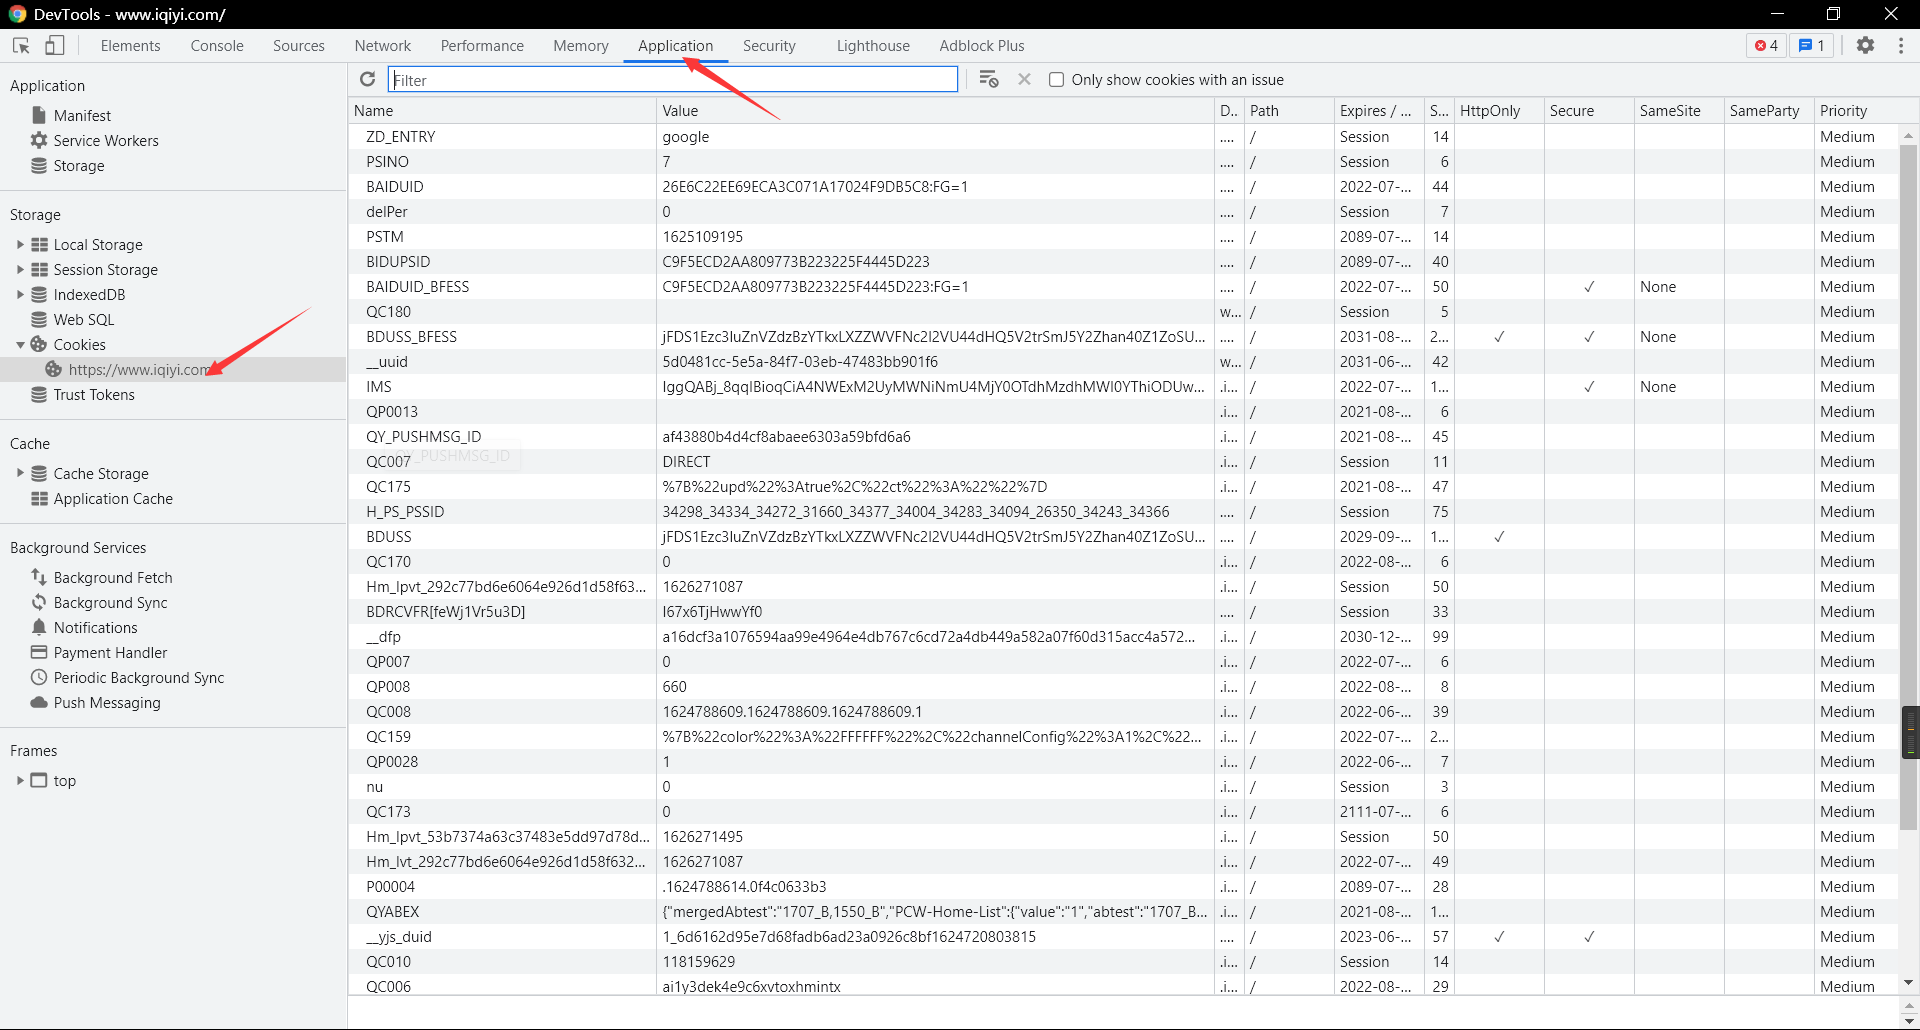 DevTools - www.iqiyi.com/
Elements Console Sources Network Performance Memory Application Security Lighthouse Adblock Plus 4 1
Application
Manifest
Service Workers
Storage
Storage
Local Storage
Session Storage
IndexedDB
Web SQL
Cookies
https://www.iqiyi.com
Trust Tokens
Cache
Cache Storage
Application Cache
Background Services
Background Fetch
Background Sync
Notifications
Payment Handler
Periodic Background Sync
Push Messaging
Frames
top
Filter Only show cookies with an issue
Name Value D.. Path Expires / ... S... HttpOnly Secure SameSite SameParty Priority
ZD_ENTRY google .... / Session 14 Medium
PSINO 7 .... / Session 6 Medium
BAIDUID 26E6C22EE69ECA3C071A17024F9DB5C8:FG=1 .... / 2022-07-... 44 Medium
delPer 0 .... / Session 7 Medium
PSTM 1625109195 .... / 2089-07-... 14 Medium
BIDUPSID C9F5ECD2AA809773B223225F4445D223 .... / 2089-07-... 40 Medium
BAIDUID_BFESS C9F5ECD2AA809773B223225F4445D223:FG=1 .... / 2022-07-... 50 ✓ None Medium
QC180 w... / Session 5 Medium
BDUSS_BFESS jFDS1Ezc3luZnVZdzBzYTkxLXZZWVFNc2I2VU44dHQ5V2trSmJ5Y2Zhan40Z1ZoSU... .... / 2031-08-... 2... ✓ ✓ None Medium
__uuid 5d0481cc-5e5a-84f7-03eb-47483bb901f6 w... / 2031-06-... 42 Medium
IMS IggQABj_8qqIBioqCiA4NWExM2UyMWNiNmU4MjY0OTdhMzdhMWI0YThiODUw... .i... / 2022-07-... 1... ✓ None Medium
QP0013 .i... / 2021-08-... 6 Medium
QY_PUSHMSG_ID af43880b4d4cf8abaee6303a59bfd6a6 .i... / 2021-08-... 45 Medium
QY_PUSHMSG_ID
QC007 DIRECT .i... / Session 11 Medium
QC175 %7B%22upd%22%3Atrue%2C%22ct%22%3A%22%22%7D .i... / 2021-08-... 47 Medium
H_PS_PSSID 34298_34334_34272_31660_34377_34004_34283_34094_26350_34243_34366 .... / Session 75 Medium
BDUSS jFDS1Ezc3luZnVZdzBzYTkxLXZZWVFNc2I2VU44dHQ5V2trSmJ5Y2Zhan40Z1ZoSU... .... / 2029-09-... 1... ✓ Medium
QC170 0 .i... / 2022-08-... 6 Medium
Hm_lpvt_292c77bd6e6064e926d1d58f63... 1626271087 .i... / Session 50 Medium
BDRCVFR[feWj1Vr5u3D] I67x6TjHwwYf0 .... / Session 33 Medium
__dfp a16dcf3a1076594aa99e4964e4db767c6cd72a4db449a582a07f60d315acc4a572... .i... / 2030-12-... 99 Medium
QP007 0 .i... / 2022-07-... 6 Medium
QP008 660 .i... / 2022-08-... 8 Medium
QC008 1624788609.1624788609.1624788609.1 .i... / 2022-06-... 39 Medium
QC159 %7B%22color%22%3A%22FFFFFF%22%2C%22channelConfig%22%3A1%2C%22... .i... / 2022-07-... 2... Medium
QP0028 1 .i... / 2022-06-... 7 Medium
nu 0 .i... / Session 3 Medium
QC173 0 .i... / 2111-07-... 6 Medium
Hm_lpvt_53b7374a63c37483e5dd97d78d... 1626271495 .i... / Session 50 Medium
Hm_lvt_292c77bd6e6064e926d1d58f632... 1626271087 .i... / 2022-07-... 49 Medium
P00004 .1624788614.0f4c0633b3 .i... / 2089-07-... 28 Medium
QYABEX {"mergedAbtest":"1707_B,1550_B","PCW-Home-List":{"value":"1","abtest":"1707_B... .i... / 2021-08-... 1... Medium
__yjs_duid 1_6d6162d95e7d68fadb6ad23a0926c8bf1624720803815 .... / 2023-06-... 57 ✓ ✓ Medium
QC010 118159629 .i... / Session 14 Medium
QC006 ai1y3dek4e9c6xvtoxhmintx .i... / 2022-08-... 29 Medium